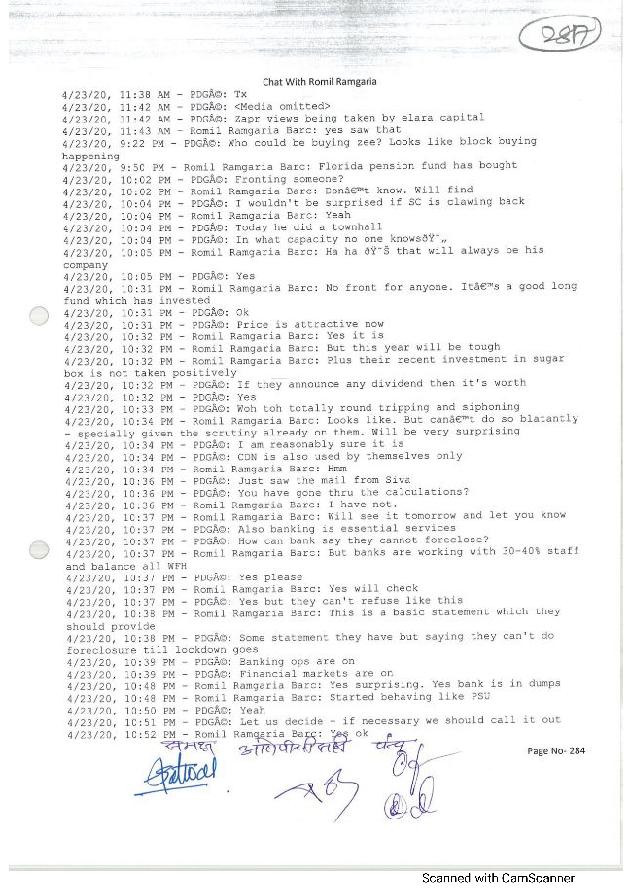 287
Chat With Romil Ramgaria
4/23/20, 11:38 AM - PDGÂ©: Tx
4/23/20, 11:42 AM - PDGÂ©: <Media omitted>
4/23/20, 11:42 AM - PDGÂ©: Zapr views being taken by elara capital
4/23/20, 11:43 AM - Romil Ramgaria Barc: yes saw that
4/23/20, 9:22 PM - PDGÂ©: Who could be buying zee? Looks like block buying
happening
4/23/20, 9:50 PM - Romil Ramgaria Barc: Florida pension fund has bought
4/23/20, 10:02 PM - PDGÂ©: Fronting someone?
4/23/20, 10:02 PM - Romil Ramgaria Barc: Donâ€™t know. Will find
4/23/20, 10:04 PM - PDGÂ©: I wouldn't be surprised if SC is clawing back
4/23/20, 10:04 PM - Romil Ramgaria Barc: Yeah
4/23/20, 10:04 PM - PDGÂ©: Today he did a townhall
4/23/20, 10:04 PM - PDGÂ©: In what capacity no one knowsðŸ˜„
4/23/20, 10:05 PM - Romil Ramgaria Barc: Ha ha ðŸ˜Š that will always be his
company
4/23/20, 10:05 PM - PDGÂ©: Yes
4/23/20, 10:31 PM - Romil Ramgaria Barc: No front for anyone. Itâ€™s a good long
fund which has invested
4/23/20, 10:31 PM - PDGÂ©: Ok
4/23/20, 10:31 PM - PDGÂ©: Price is attractive now
4/23/20, 10:32 PM - Romil Ramgaria Barc: Yes it is
4/23/20, 10:32 PM - Romil Ramgaria Barc: But this year will be tough
4/23/20, 10:32 PM - Romil Ramgaria Barc: Plus their recent investment in sugar
box is not taken positively
4/23/20, 10:32 PM - PDGÂ©: If they announce any dividend then it's worth
4/23/20, 10:32 PM - PDGÂ©: Yes
4/23/20, 10:33 PM - PDGÂ©: Woh toh totally round tripping and siphoning
4/23/20, 10:34 PM - Romil Ramgaria Barc: Looks like. But canâ€™t do so blatantly
- specially given the scrutiny already on them. Will be very surprising
4/23/20, 10:34 PM - PDGÂ©: I am reasonably sure it is
4/23/20, 10:34 PM - PDGÂ©: CDN is also used by themselves only
4/23/20, 10:34 PM - Romil Ramgaria Barc: Hmm
4/23/20, 10:36 PM - PDGÂ©: Just saw the mail from Siva
4/23/20, 10:36 PM - PDGÂ©: You have gone thru the calculations?
4/23/20, 10:36 PM - Romil Ramgaria Barc: I have not.
4/23/20, 10:37 PM - Romil Ramgaria Barc: Will see it tomorrow and let you know
4/23/20, 10:37 PM - PDGÂ©: Also banking is essential services
4/23/20, 10:37 PM - PDGÂ©: How can bank say they cannot foreclose?
4/23/20, 10:37 PM - Romil Ramgaria Barc: But banks are working with 30-40% staff
and balance all WFH
4/23/20, 10:37 PM - PDGÂ©: Yes please
4/23/20, 10:37 PM - Romil Ramgaria Barc: Yes will check
4/23/20, 10:37 PM - PDGÂ©: Yes but they can't refuse like this
4/23/20, 10:38 PM - Romil Ramgaria Barc: This is a basic statement which they
should provide
4/23/20, 10:38 PM - PDGÂ©: Some statement they have but saying they can't do
foreclosure till lockdown goes
4/23/20, 10:39 PM - PDGÂ©: Banking ops are on
4/23/20, 10:39 PM - PDGÂ©: Financial markets are on
4/23/20, 10:48 PM - Romil Ramgaria Barc: Yes surprising. Yes bank is in dumps
4/23/20, 10:48 PM - Romil Ramgaria Barc: Started behaving like PSU
4/23/20, 10:50 PM - PDGÂ©: Yeah
4/23/20, 10:51 PM - PDGÂ©: Let us decide - if necessary we should call it out
4/23/20, 10:52 PM - Romil Ramgaria Barc: Yes ok
समक्ष
Page No- 284
Scanned with CamScanner